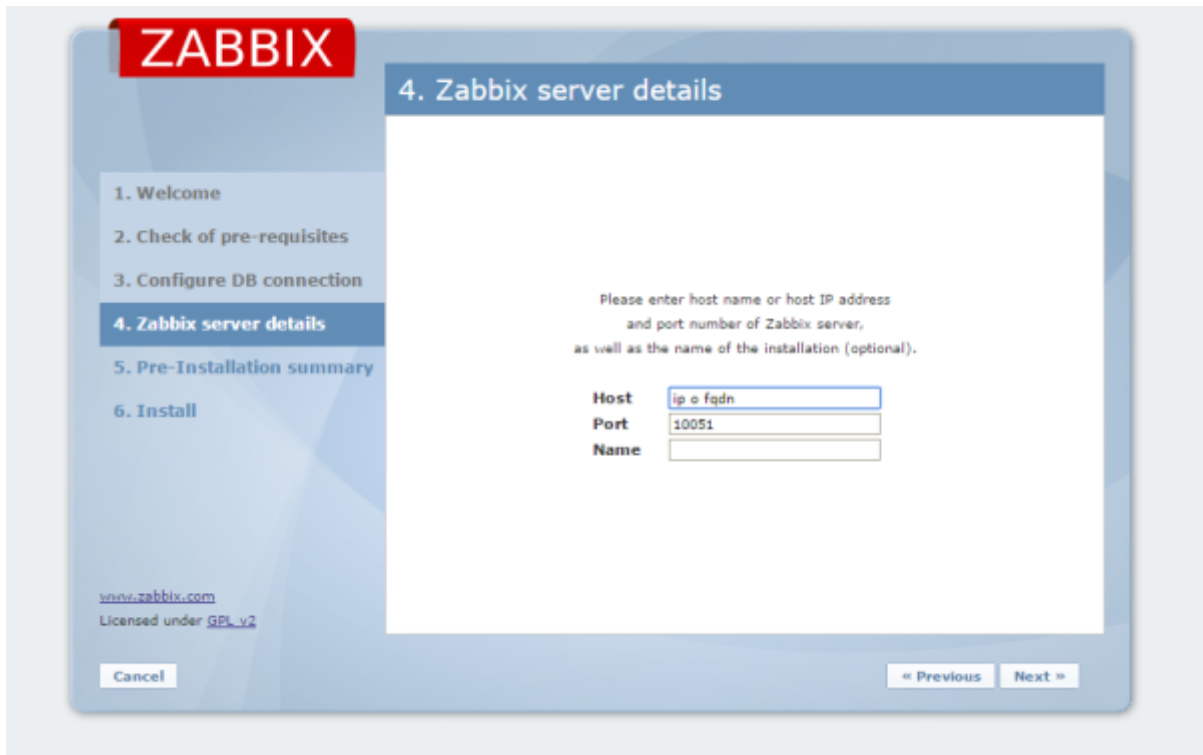 ZABBIX
4. Zabbix server details
1. Welcome
2. Check of pre-requisites
3. Configure DB connection
4. Zabbix server details
5. Pre-Installation summary
6. Install
Please enter host name or host IP address
and port number of Zabbix server,
as well as the name of the installation (optional).
Host ip o fqdn
Port 10051
Name
www.zabbix.com
Licensed under GPL v2
Cancel
« Previous
Next »